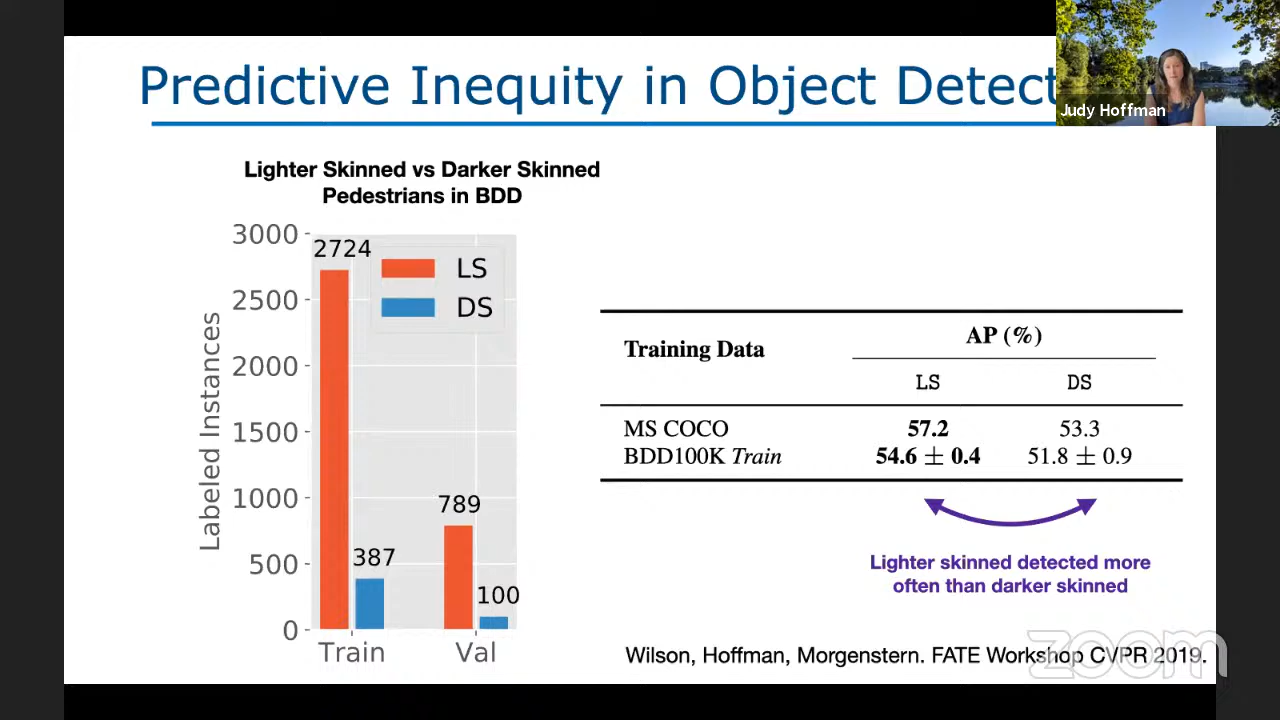 Predictive Inequity in Object Detect
Judy Hoffman
Lighter Skinned vs Darker Skinned
Pedestrians in BDD
3000
2500
2000
1500
1000
500
0
Labeled Instances
2724
387
789
100
LS
DS
Train
Val
Training Data
AP (%)
LS DS
MS COCO 57.2 53.3
BDD100K Train 54.6 ± 0.4 51.8 ± 0.9
Lighter skinned detected more
often than darker skinned
Wilson, Hoffman, Morgenstern. FATE Workshop CVPR 2019.
zoom